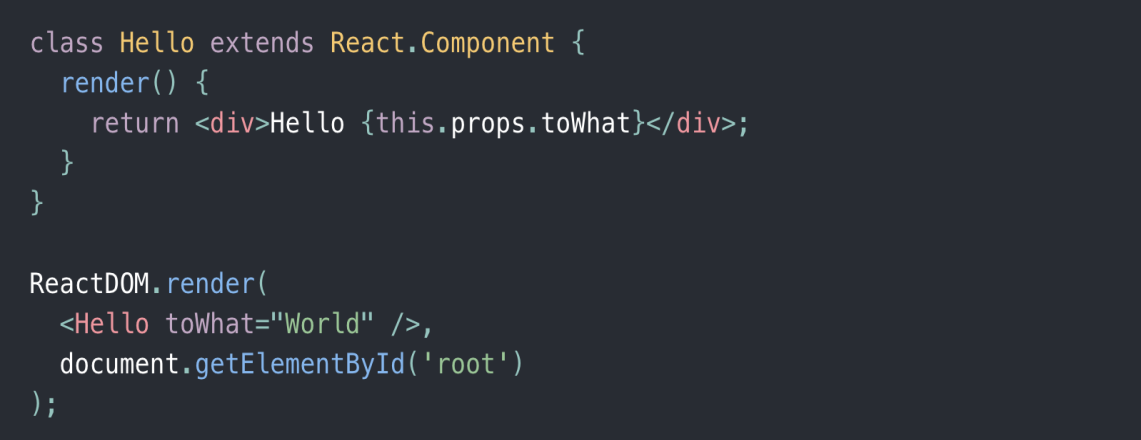 class Hello extends React.Component {
  render() {
    return <div>Hello {this.props.toWhat}</div>;
  }
}

ReactDOM.render(
  <Hello toWhat="World" />,
  document.getElementById('root')
);